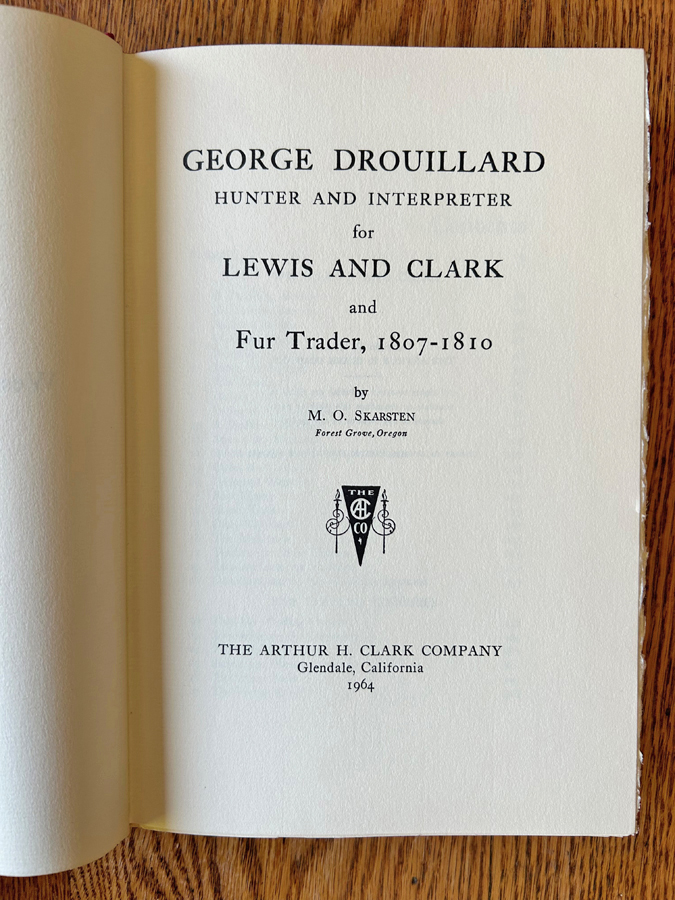 GEORGE DROUILLARD
HUNTER AND INTERPRETER
for
LEWIS AND CLARK
and
Fur Trader, 1807-1810
by
M. O. SKARSTEN
Forest Grove, Oregon
THE
AHC
CO
THE ARTHUR H. CLARK COMPANY
Glendale, California
1964